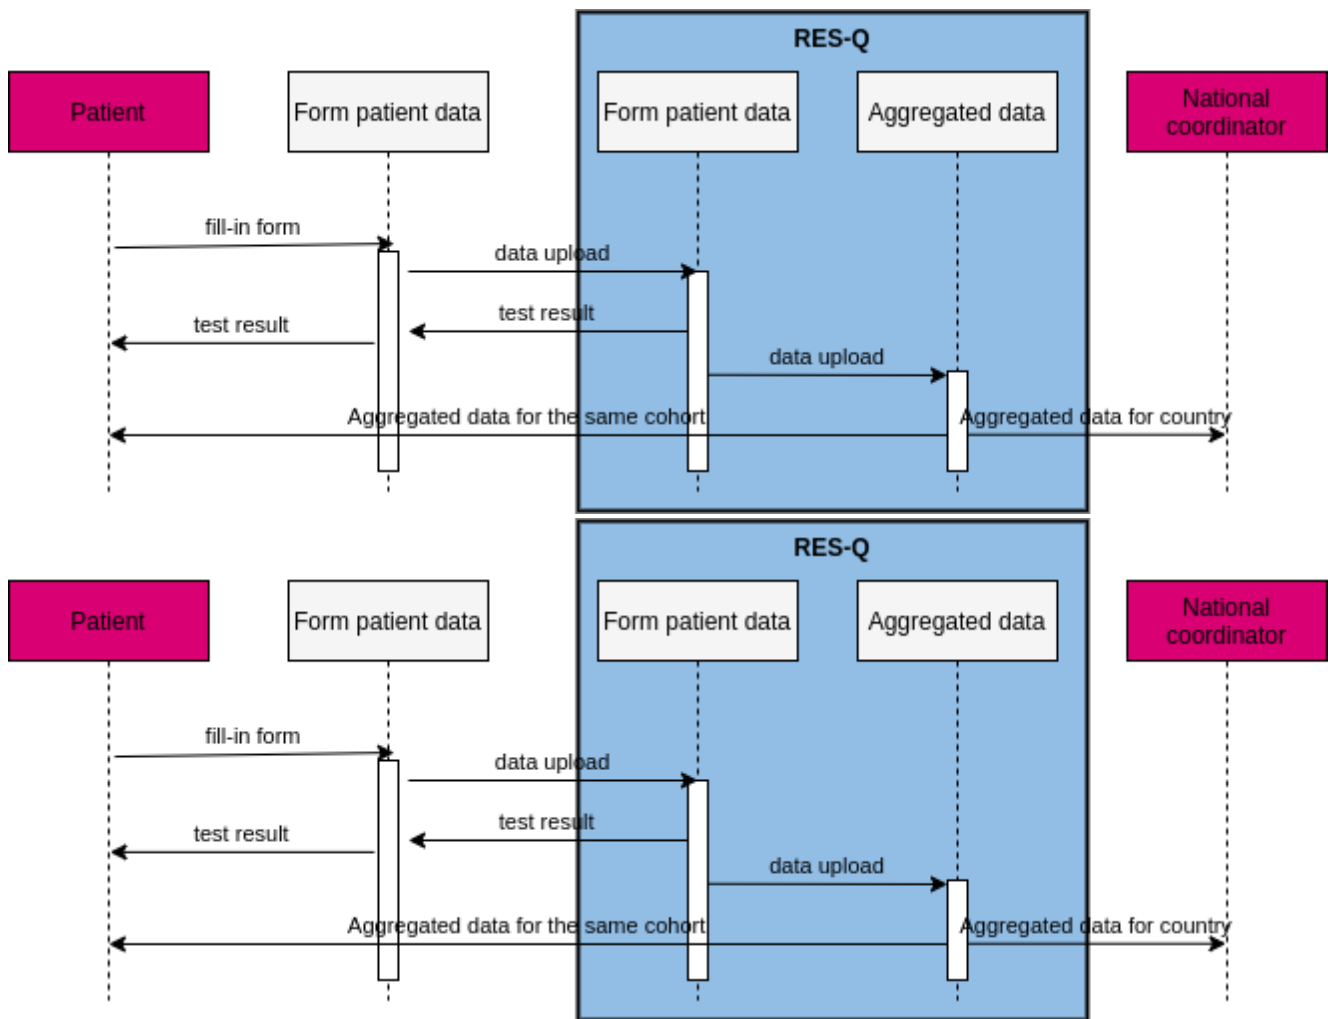 RES-Q
Patient
Form patient data
Form patient data
Aggregated data
National
coordinator
fill-in form
data upload
test result
test result
data upload
Aggregated data for the same cohort
Aggregated data for country
RES-Q
Patient
Form patient data
Form patient data
Aggregated data
National
coordinator
fill-in form
data upload
test result
test result
data upload
Aggregated data for the same cohort
Aggregated data for country